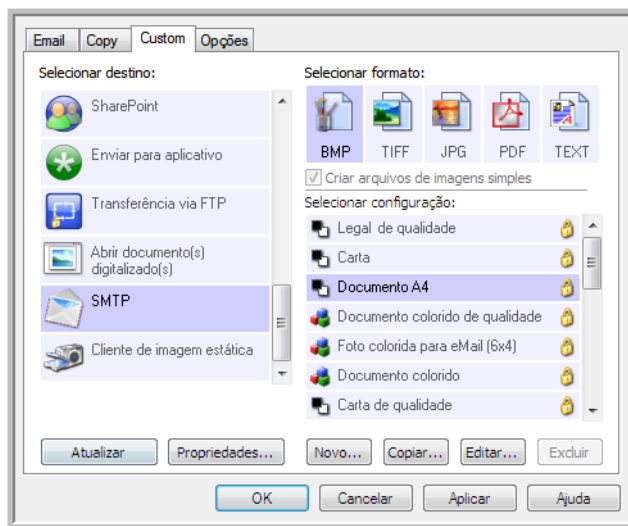 Email Copy Custom Opções
Selecionar destino:
SharePoint
Enviar para aplicativo
Transferência via FTP
Abrir documento(s)
digitalizado(s)
SMTP
Cliente de imagem estática
Atualizar Propriedades...
Selecionar formato:
BMP TIFF JPG PDF TEXT
Criar arquivos de imagens simples
Selecionar configuração:
Legal de qualidade
Carta
Documento A4
Documento colorido de qualidade
Foto colorida para eMail (6x4)
Documento colorido
Carta de qualidade
Novo... Copiar... Editar... Excluir
OK Cancelar Aplicar Ajuda